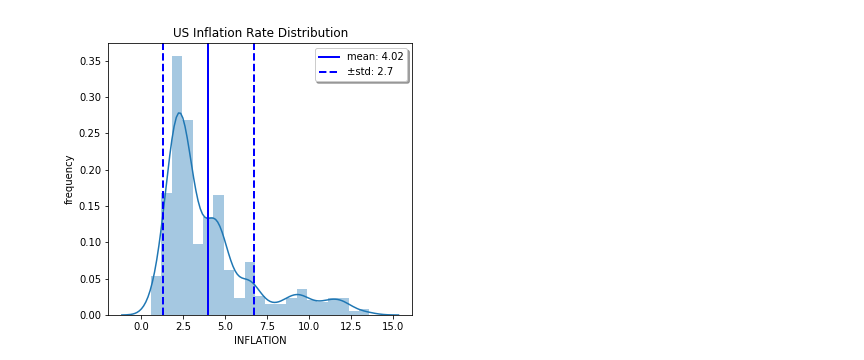 US Inflation Rate Distribution
mean: 4.02
±std: 2.7
0.35
0.30
0.25
0.20
0.15
0.10
0.05
0.00
frequency
0.0 2.5 5.0 7.5 10.0 12.5 15.0
INFLATION